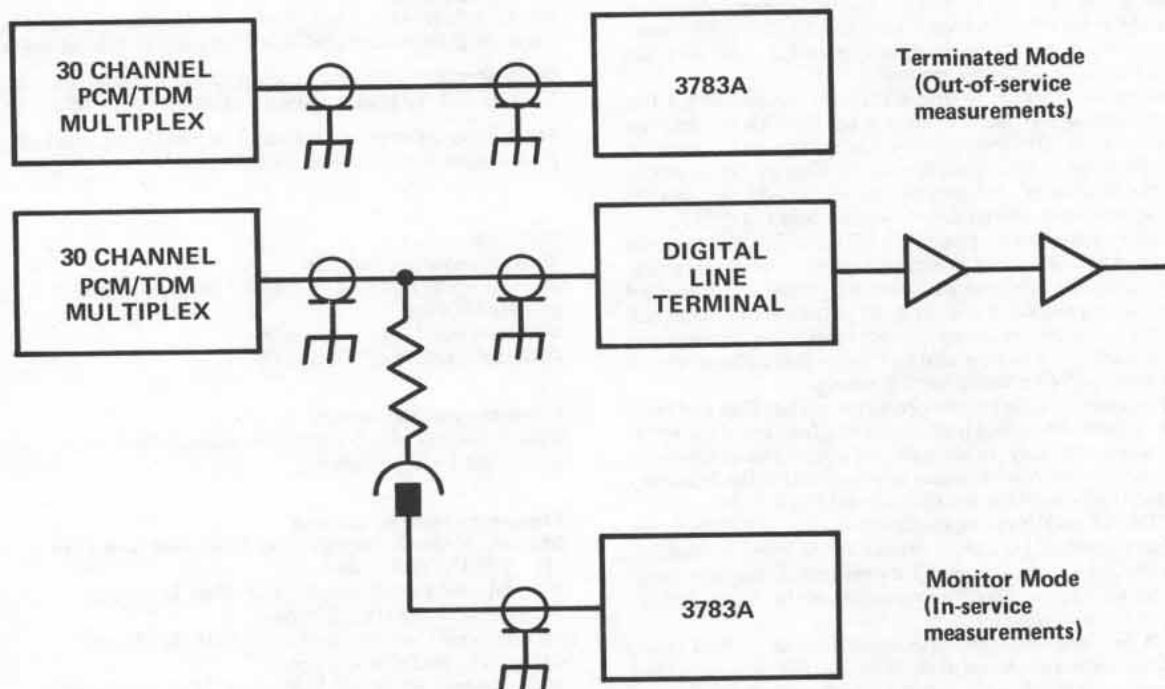 30 CHANNEL
PCM/TDM
MULTIPLEX
3783A
Terminated Mode
(Out-of-service
measurements)
30 CHANNEL
PCM/TDM
MULTIPLEX
DIGITAL
LINE
TERMINAL
3783A
Monitor Mode
(In-service
measurements)